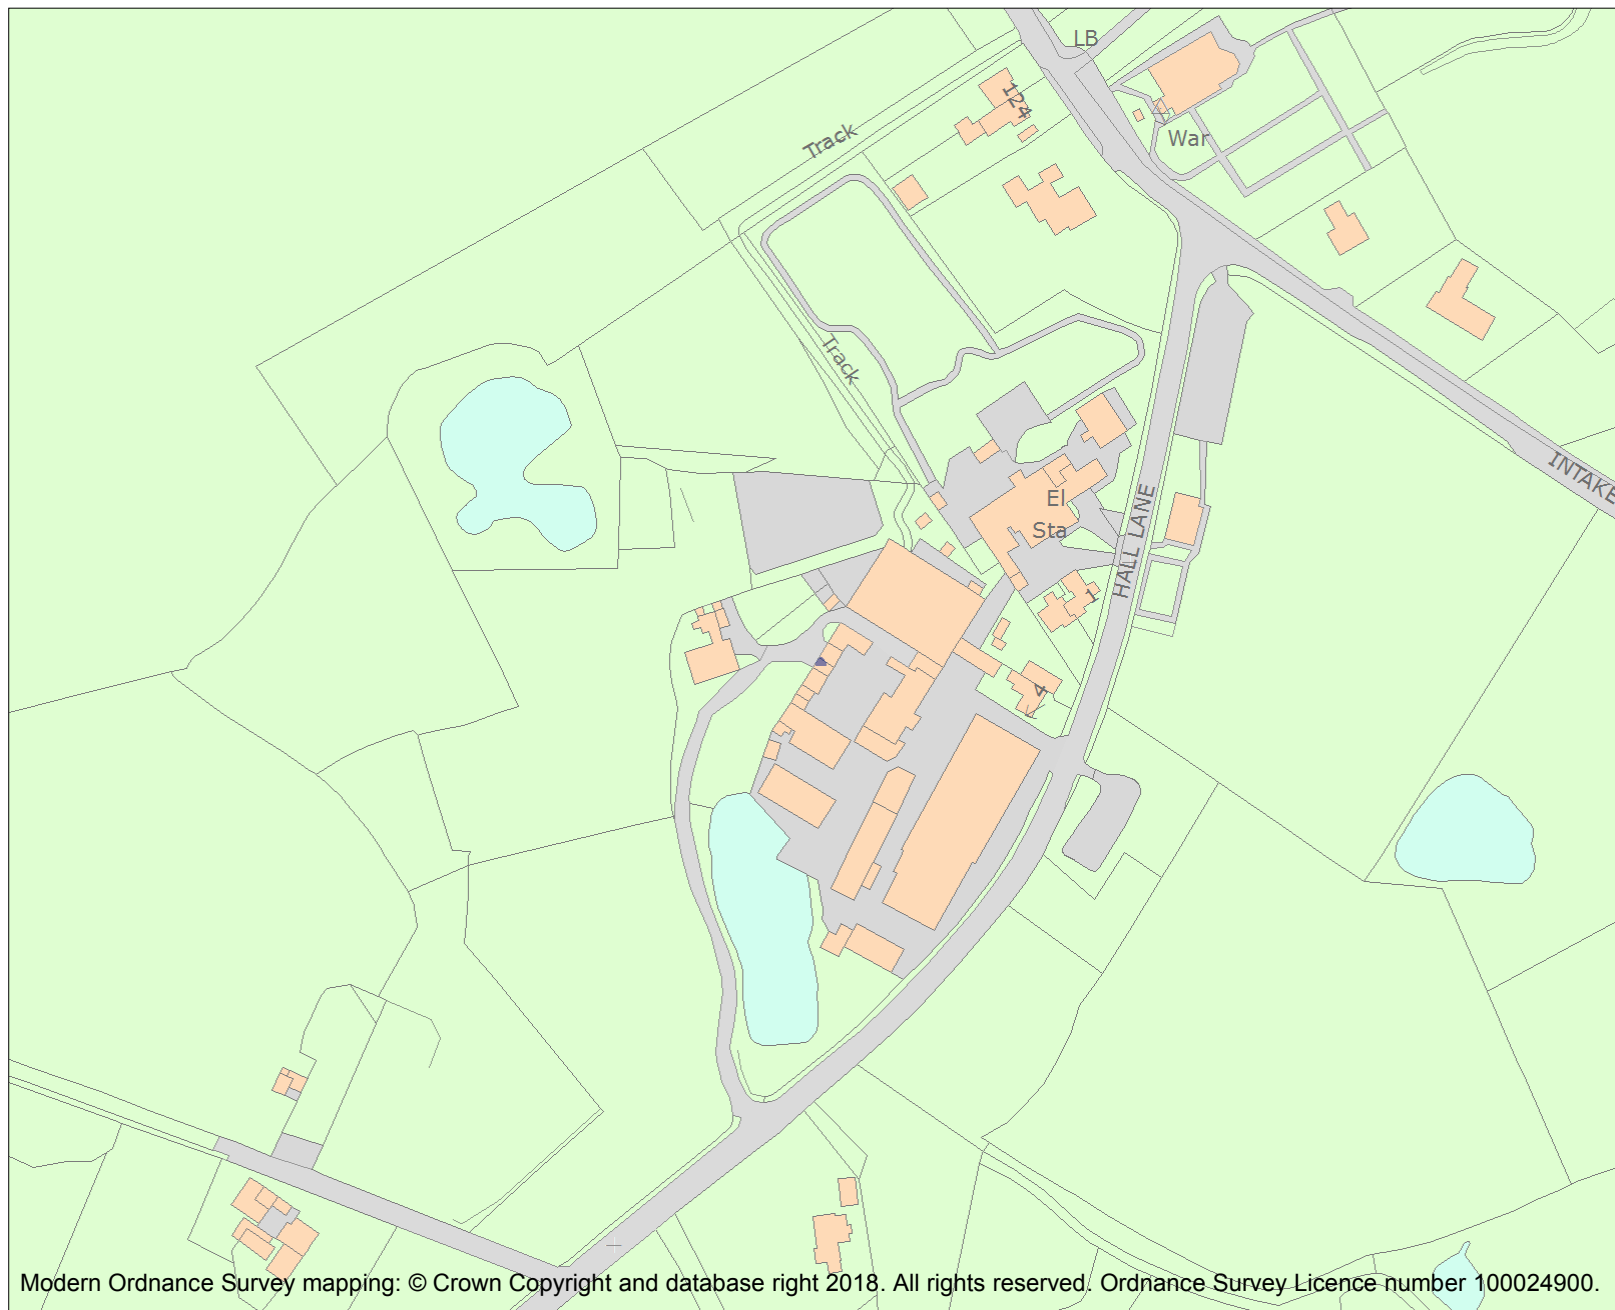 LB
124
War
Track
Track
INTAKE
El
Sta
HALL LANE
1
4
Modern Ordnance Survey mapping: © Crown Copyright and database right 2018. All rights reserved. Ordnance Survey Licence number 100024900.